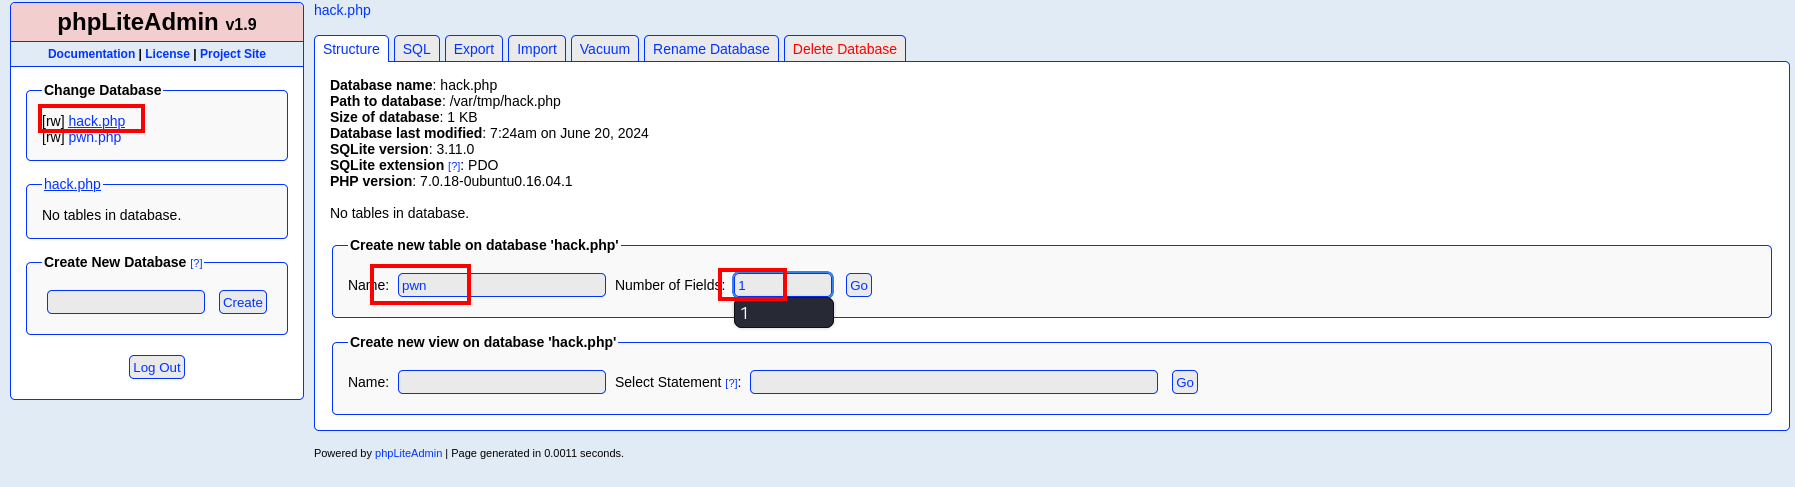 phpLiteAdmin v1.9
Documentation | License | Project Site
Change Database
[rw] hack.php
[rw] pwn.php
hack.php
No tables in database.
Create New Database [?]
Create
Log Out
hack.php
Structure SQL Export Import Vacuum Rename Database Delete Database
Database name: hack.php
Path to database: /var/tmp/hack.php
Size of database: 1 KB
Database last modified: 7:24am on June 20, 2024
SQLite version: 3.11.0
SQLite extension [?]: PDO
PHP version: 7.0.18-0ubuntu0.16.04.1
No tables in database.
Create new table on database 'hack.php'
Name: pwn Number of Fields: 1 Go
1
Create new view on database 'hack.php'
Name: Select Statement [?]: Go
Powered by phpLiteAdmin | Page generated in 0.0011 seconds.